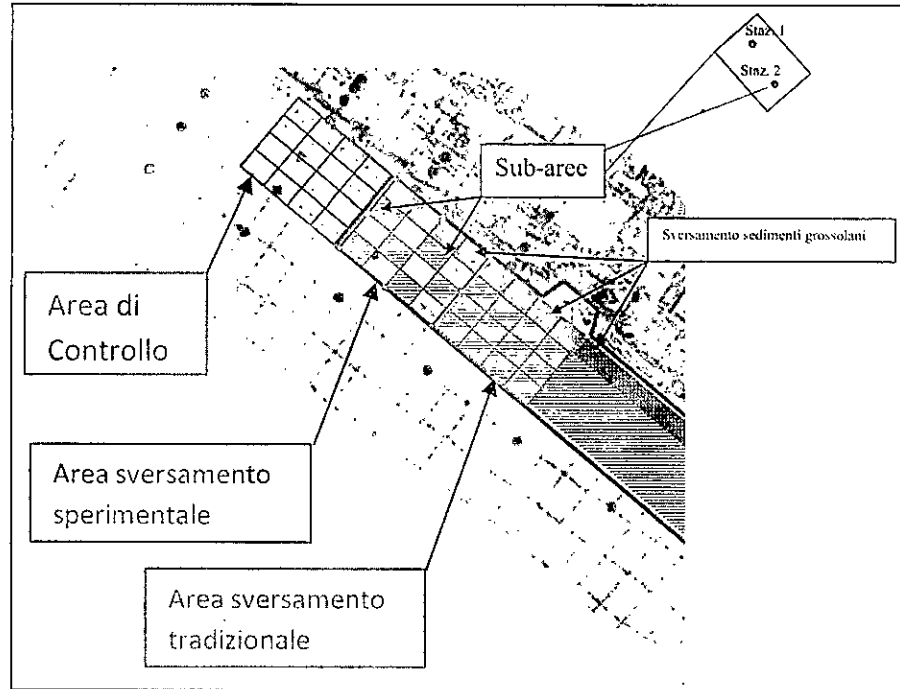 Staz. 1
Staz. 2
Sub-aree
Sversamento sedimenti grossolani
Area di
Controllo
Area sversamento
sperimentale
Area sversamento
tradizionale